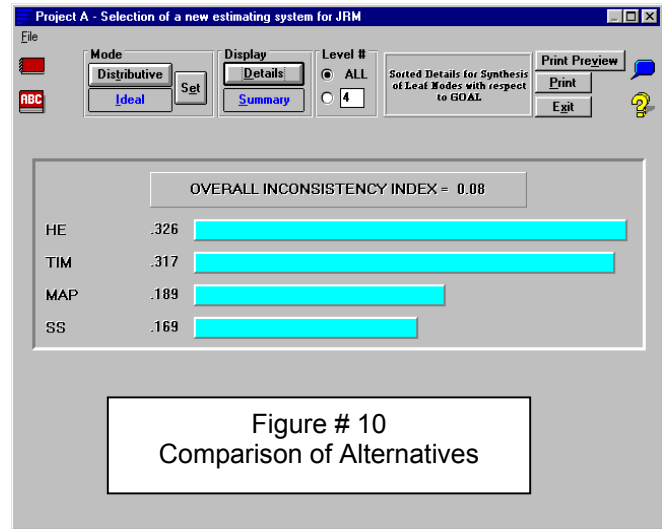 Project A - Selection of a new estimating system for JRM
File
Mode
Distributive
Ideal
Set
Display
Details
Summary
Level #
ALL
4
Sorted Details for Synthesis
of Leaf Nodes with respect
to GOAL
Print Preview
Print
Exit
ABC
OVERALL INCONSISTENCY INDEX = 0.08
HE .326
TIM .317
MAP .189
SS .169
Figure # 10
Comparison of Alternatives